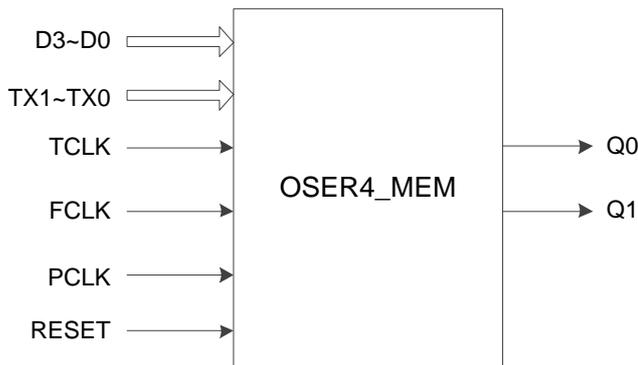 D3~D0
TX1~TX0
TCLK
FCLK
PCLK
RESET
OSER4_MEM
Q0
Q1